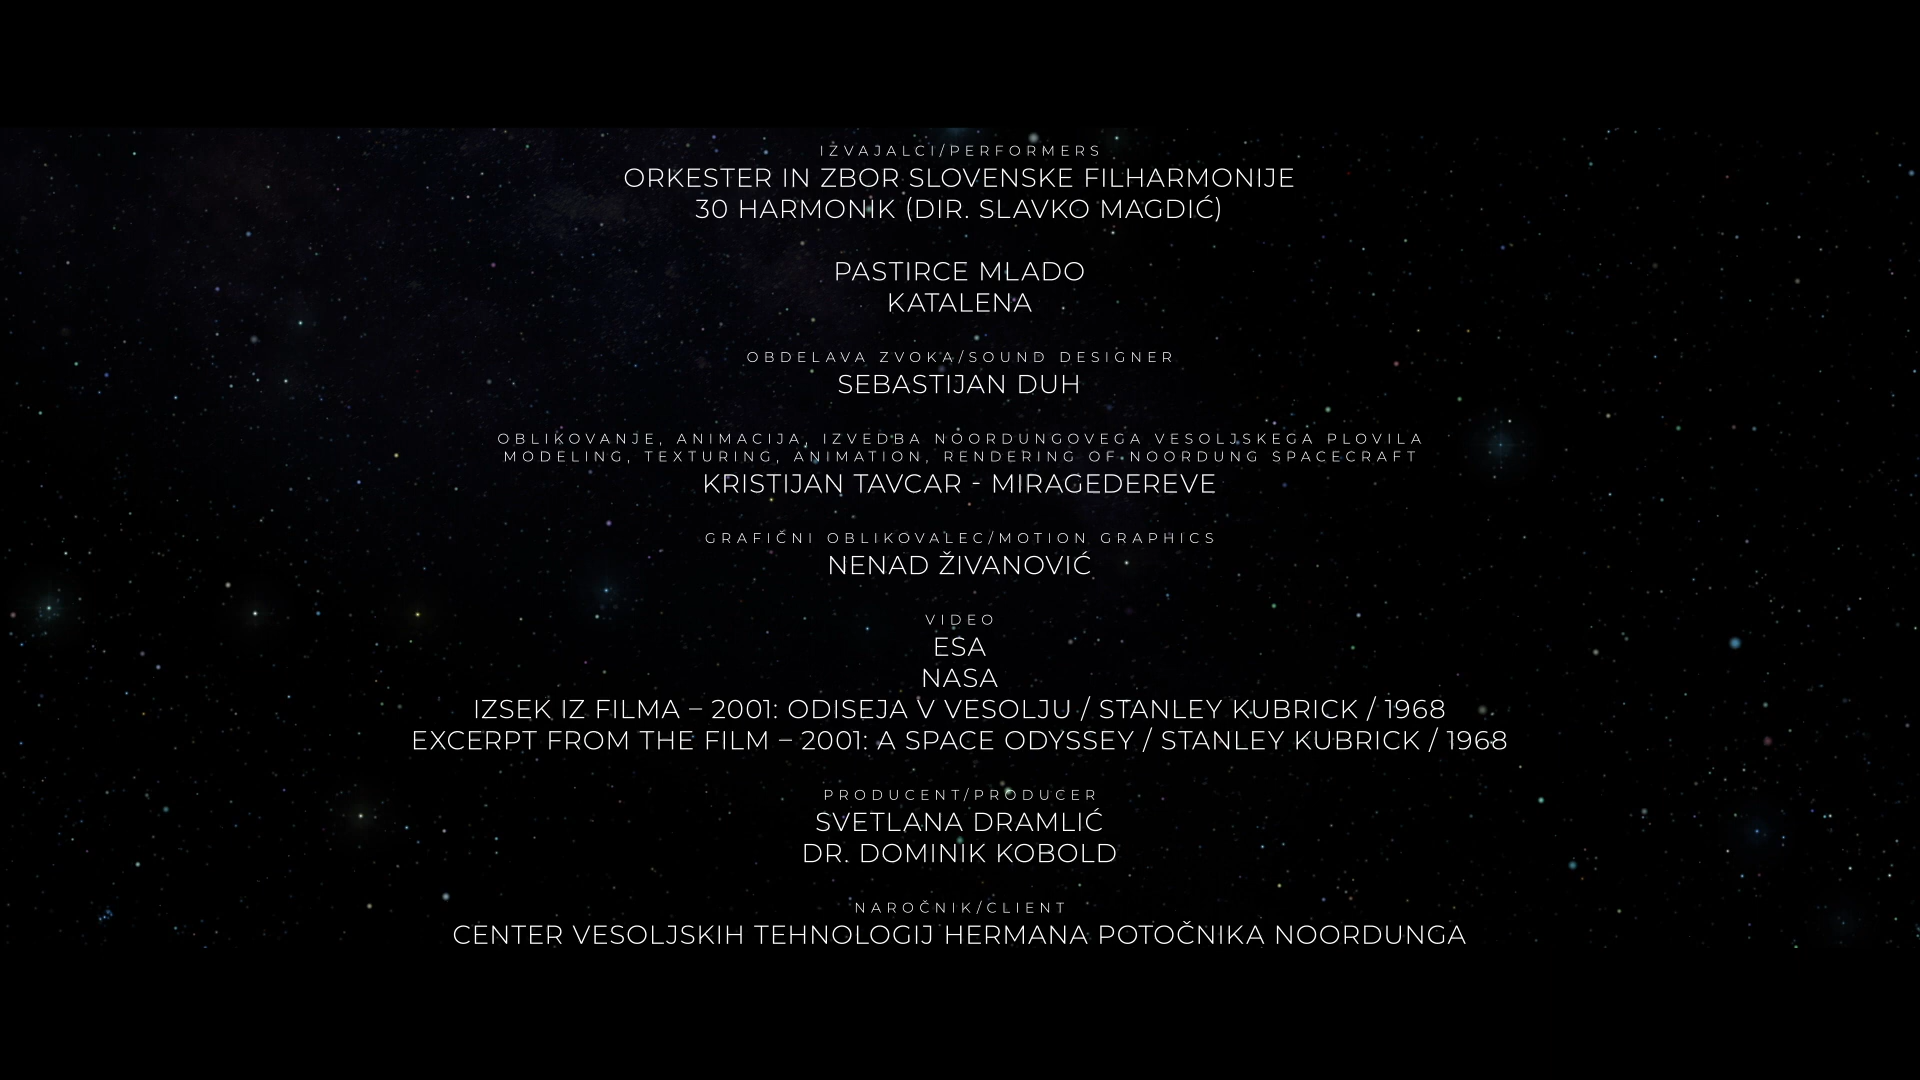 IZVAJALCI/PERFORMERS
ORKESTER IN ZBOR SLOVENSKE FILHARMONIJE
30 HARMONIK (DIR. SLAVKO MAGDIĆ)
PASTIRCE MLADO
KATALENA
OBDELAVA ZVOKA/SOUND DESIGNER
SEBASTIJAN DUH
OBLIKOVANJE, ANIMACIJA, IZVEDBA NOORDUNGOVEGA VESOLJSKEGA PLOVILA
MODELING, TEXTURING, ANIMATION, RENDERING OF NOORDUNG SPACECRAFT
KRISTIJAN TAVCAR - MIRAGEDEREVE
GRAFIČNI OBLIKOVALEC/MOTION GRAPHICS
NENAD ŽIVANOVIĆ
VIDEO
ESA
NASA
IZSEK IZ FILMA – 2001: ODISEJA V VESOLJU / STANLEY KUBRICK / 1968
EXCERPT FROM THE FILM – 2001: A SPACE ODYSSEY / STANLEY KUBRICK / 1968
PRODUCENT/PRODUCER
SVETLANA DRAMLIĆ
DR. DOMINIK KOBOLD
NAROČNIK/CLIENT
CENTER VESOLJSKIH TEHNOLOGIJ HERMANA POTOČNIKA NOORDUNGA